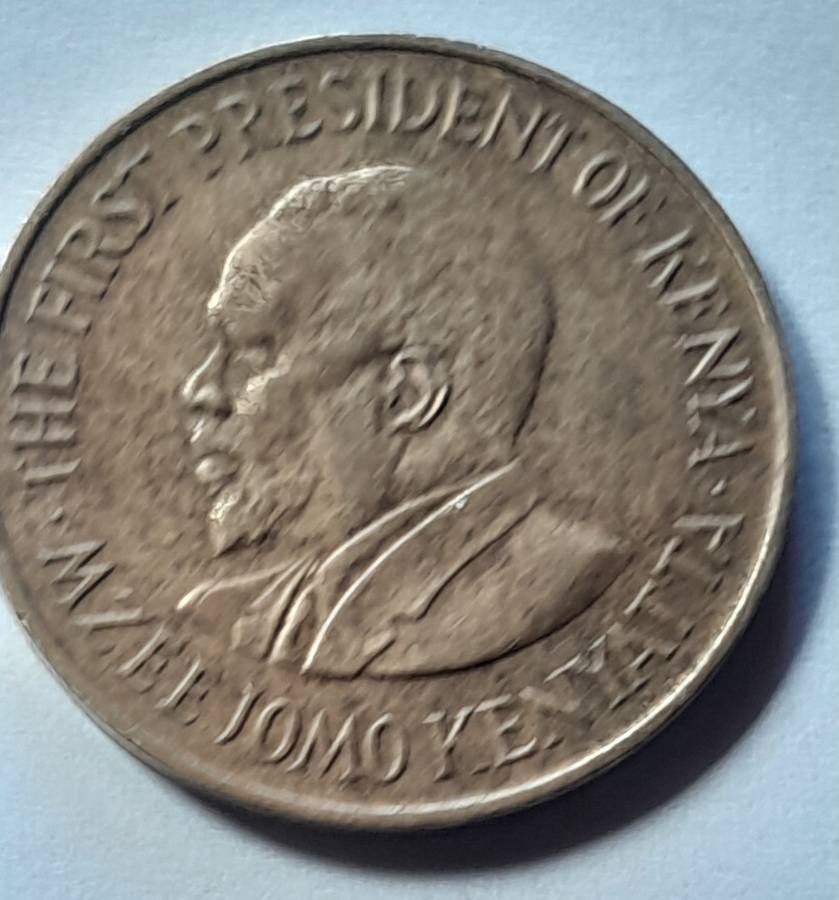 · THE FIRST PRESIDENT OF KENYA ·
MZEE JOMO KENYATTA